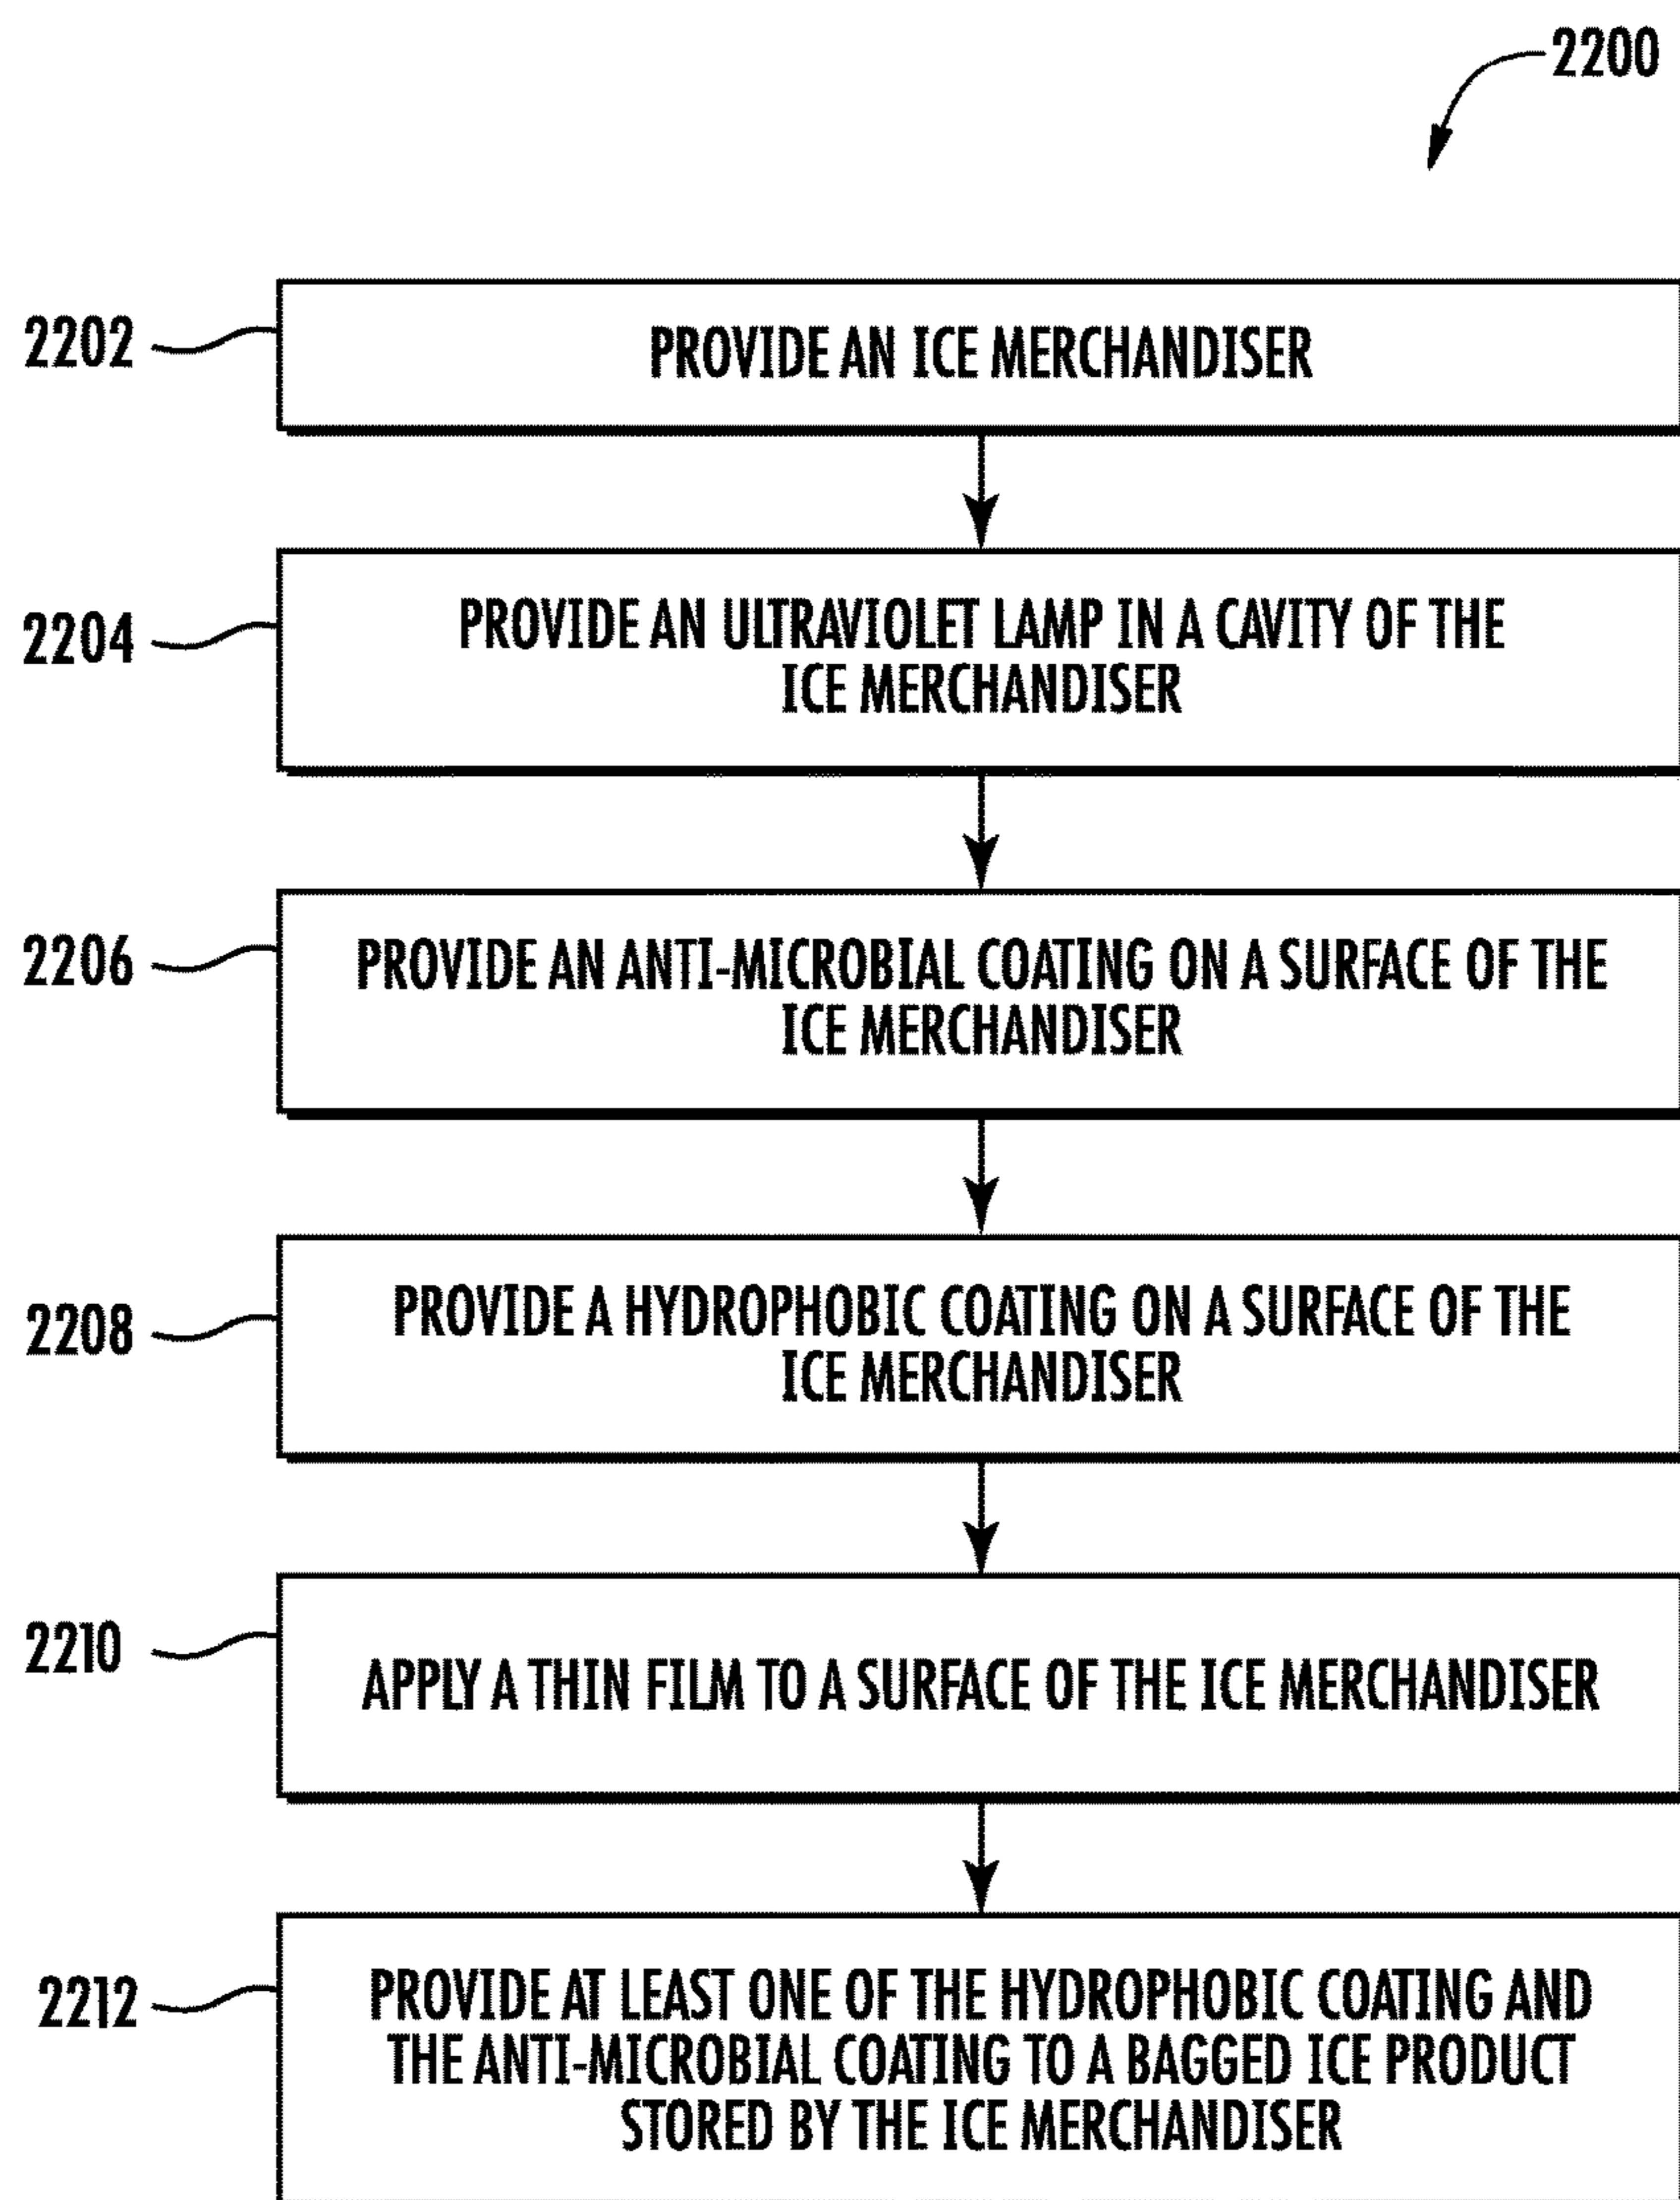 2200
2202
PROVIDE AN ICE MERCHANDISER
2204
PROVIDE AN ULTRAVIOLET LAMP IN A CAVITY OF THE
ICE MERCHANDISER
2206
PROVIDE AN ANTI-MICROBIAL COATING ON A SURFACE OF THE
ICE MERCHANDISER
2208
PROVIDE A HYDROPHOBIC COATING ON A SURFACE OF THE
ICE MERCHANDISER
2210
APPLY A THIN FILM TO A SURFACE OF THE ICE MERCHANDISER
2212
PROVIDE AT LEAST ONE OF THE HYDROPHOBIC COATING AND
THE ANTI-MICROBIAL COATING TO A BAGGED ICE PRODUCT
STORED BY THE ICE MERCHANDISER